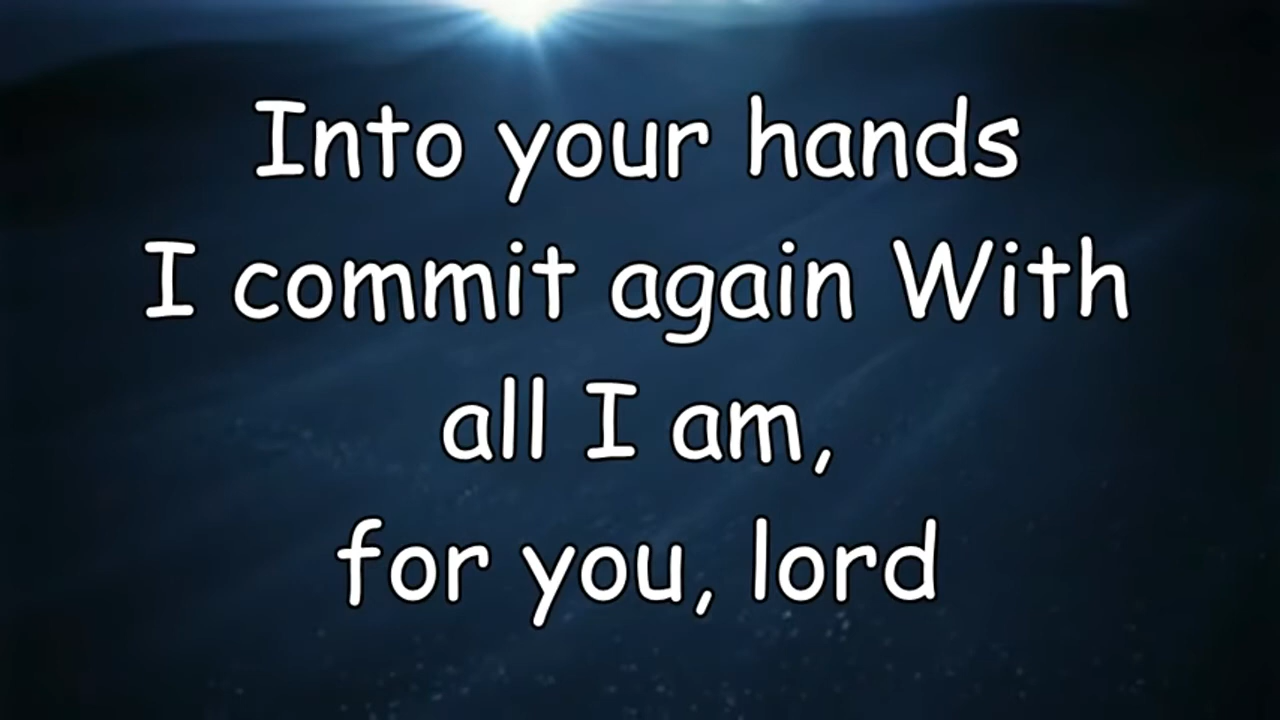 Into your hands
I commit again With
all I am,
for you, lord